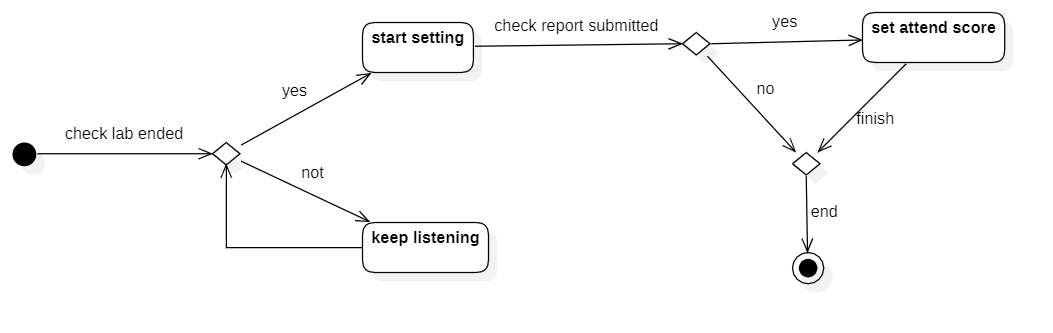 start setting
check report submitted
yes
set attend score
yes
no
finish
check lab ended
not
end
keep listening